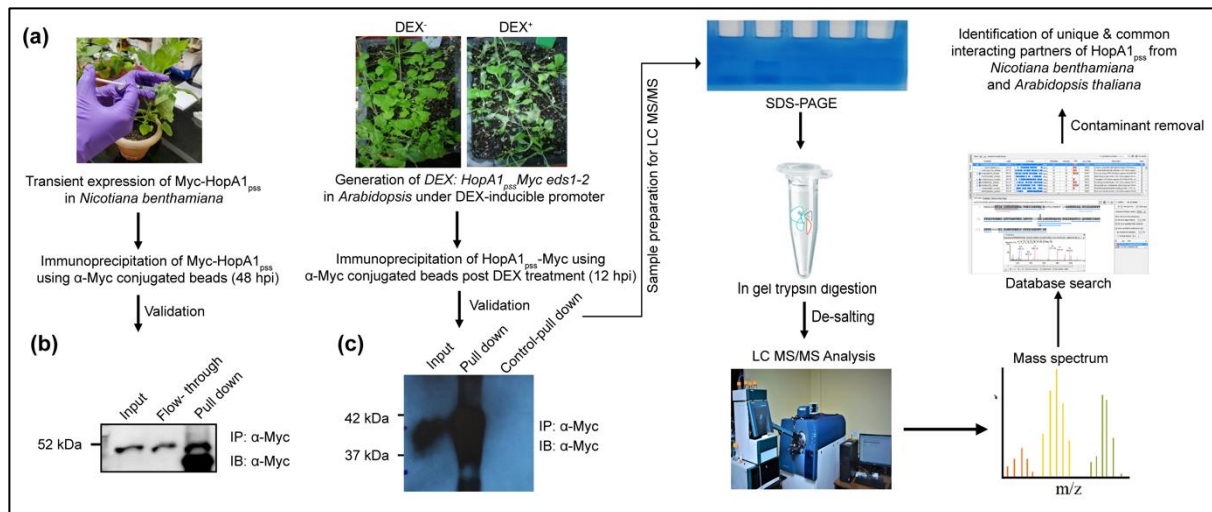 (a)
DEX-
DEX+
Transient expression of Myc-HopA1pss
in Nicotiana benthamiana
Immunoprecipitation of Myc-HopA1pss
using α-Myc conjugated beads (48 hpi)
Validation
Generation of DEX: HopA1pssMyc eds1-2
in Arabidopsis under DEX-inducible promoter
Immunoprecipitation of HopA1pss-Myc using
α-Myc conjugated beads post DEX treatment (12 hpi)
Validation
(b)
Input
Flow- through
Pull down
52 kDa
IP: α-Myc
IB: α-Myc
(c)
Input
Pull down
Control-pull down
42 kDa
37 kDa
IP: α-Myc
IB: α-Myc
Sample preparation for LC MS/MS
SDS-PAGE
In gel trypsin digestion
De-salting
LC MS/MS Analysis
Mass spectrum
m/z
Database search
Contaminant removal
Identification of unique & common
interacting partners of HopA1pss from
Nicotiana benthamiana
and Arabidopsis thaliana